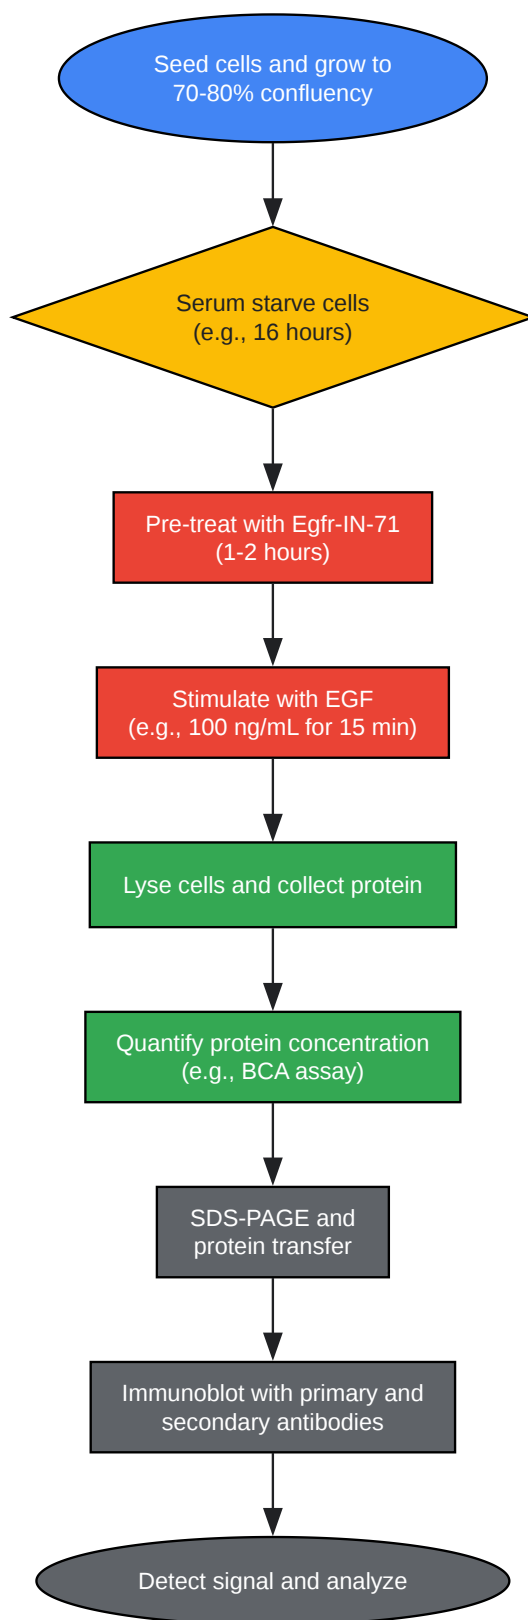 Seed cells and grow to
70-80% confluency
Serum starve cells
(e.g., 16 hours)
Pre-treat with Egfr-IN-71
(1-2 hours)
Stimulate with EGF
(e.g., 100 ng/mL for 15 min)
Lyse cells and collect protein
Quantify protein concentration
(e.g., BCA assay)
SDS-PAGE and
protein transfer
Immunoblot with primary and
secondary antibodies
Detect signal and analyze